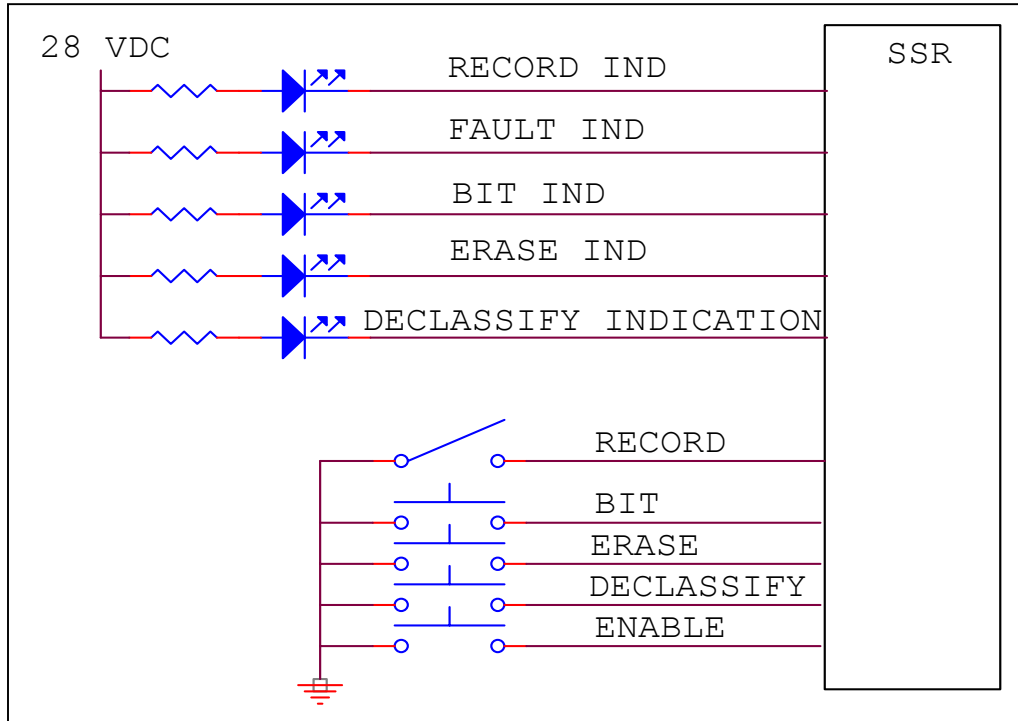 28 VDC
SSR
RECORD IND
FAULT IND
BIT IND
ERASE IND
DECLASSIFY INDICATION
RECORD
BIT
ERASE
DECLASSIFY
ENABLE